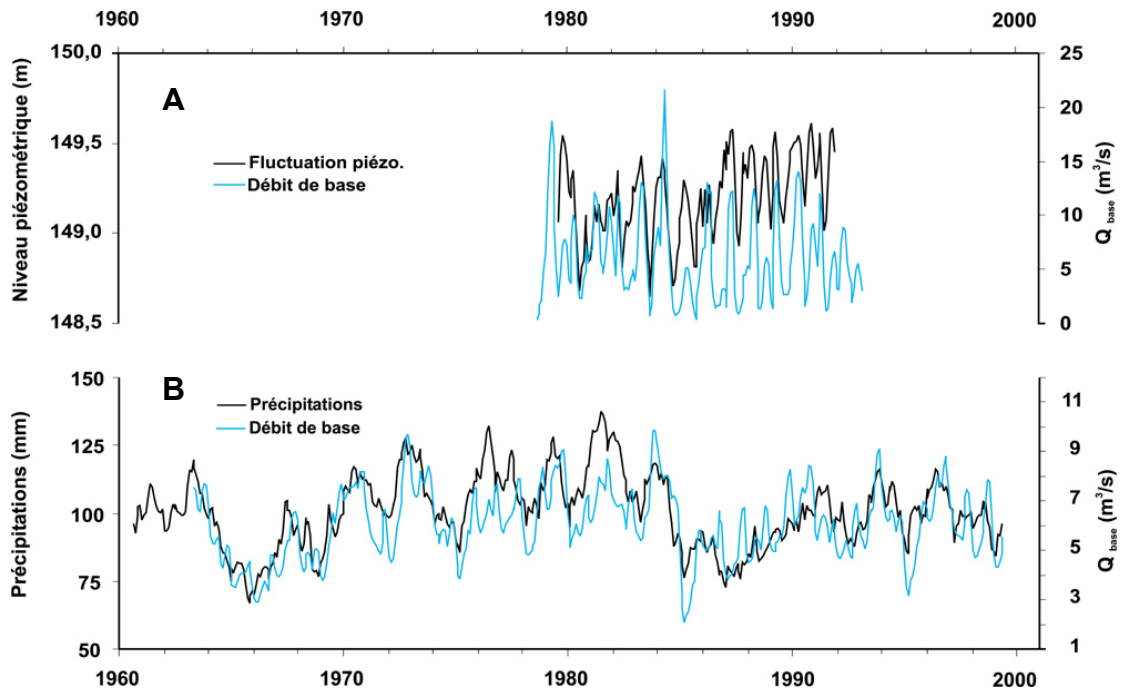 1960 1970 1980 1990 2000
A
Niveau piézométrique (m)
150,0
149,5
149,0
148,5
Fluctuation piézo.
Débit de base
25
20
15
10
5
0
Q base (m³/s)
B
Précipitations (mm)
150
125
100
75
50
Précipitations
Débit de base
11
9
7
5
3
1
Q base (m³/s)
1960 1970 1980 1990 2000